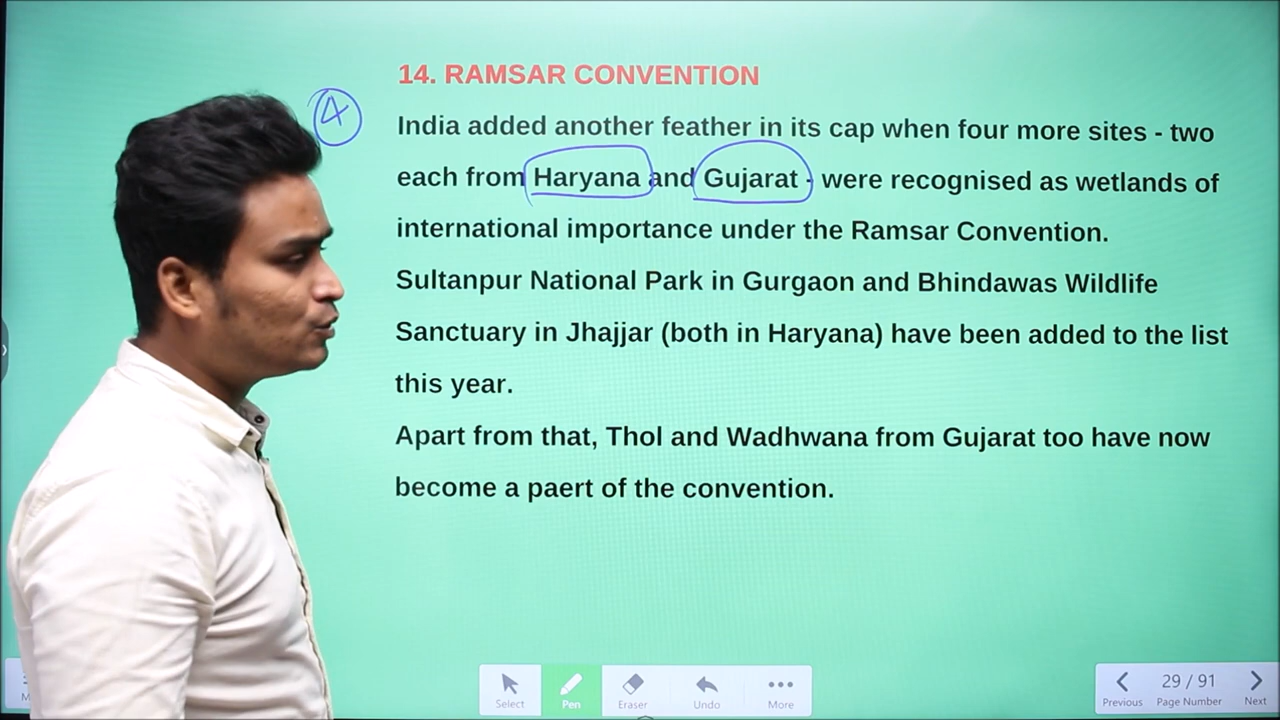 14. RAMSAR CONVENTION
4
India added another feather in its cap when four more sites - two
each from Haryana and Gujarat - were recognised as wetlands of
international importance under the Ramsar Convention.
Sultanpur National Park in Gurgaon and Bhindawas Wildlife
Sanctuary in Jhajjar (both in Haryana) have been added to the list
this year.
Apart from that, Thol and Wadhwana from Gujarat too have now
become a paert of the convention.
Select Pen Eraser Undo More
29 / 91
Previous Page Number Next